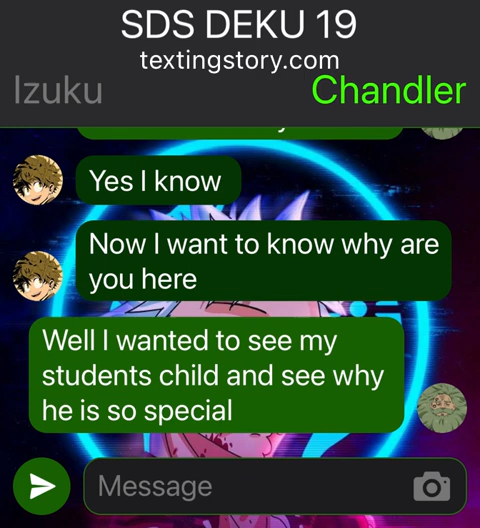 SDS DEKU 19
textingstory.com
Izuku
Chandler
Yes I know
Now I want to know why are
you here
Well I wanted to see my
students child and see why
he is so special
Message